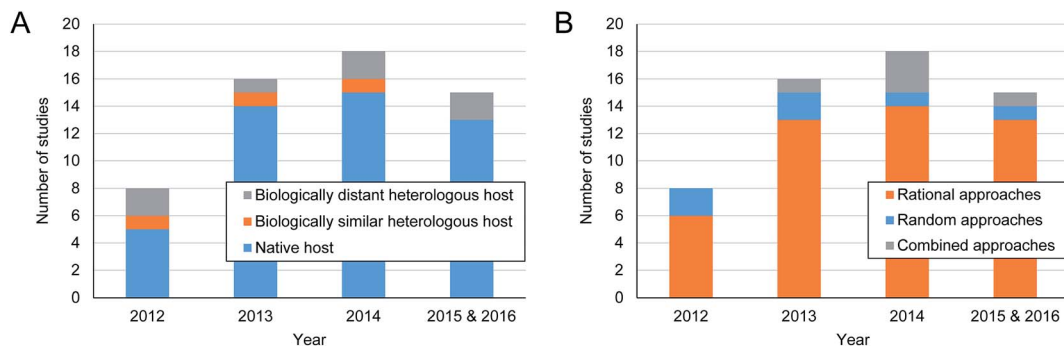 A
Number of studies
20
18
16
14
12
10
8
6
4
2
0
Biologically distant heterologous host
Biologically similar heterologous host
Native host
2012
2013
2014
2015 & 2016
Year
B
Number of studies
20
18
16
14
12
10
8
6
4
2
0
Rational approaches
Random approaches
Combined approaches
2012
2013
2014
2015 & 2016
Year